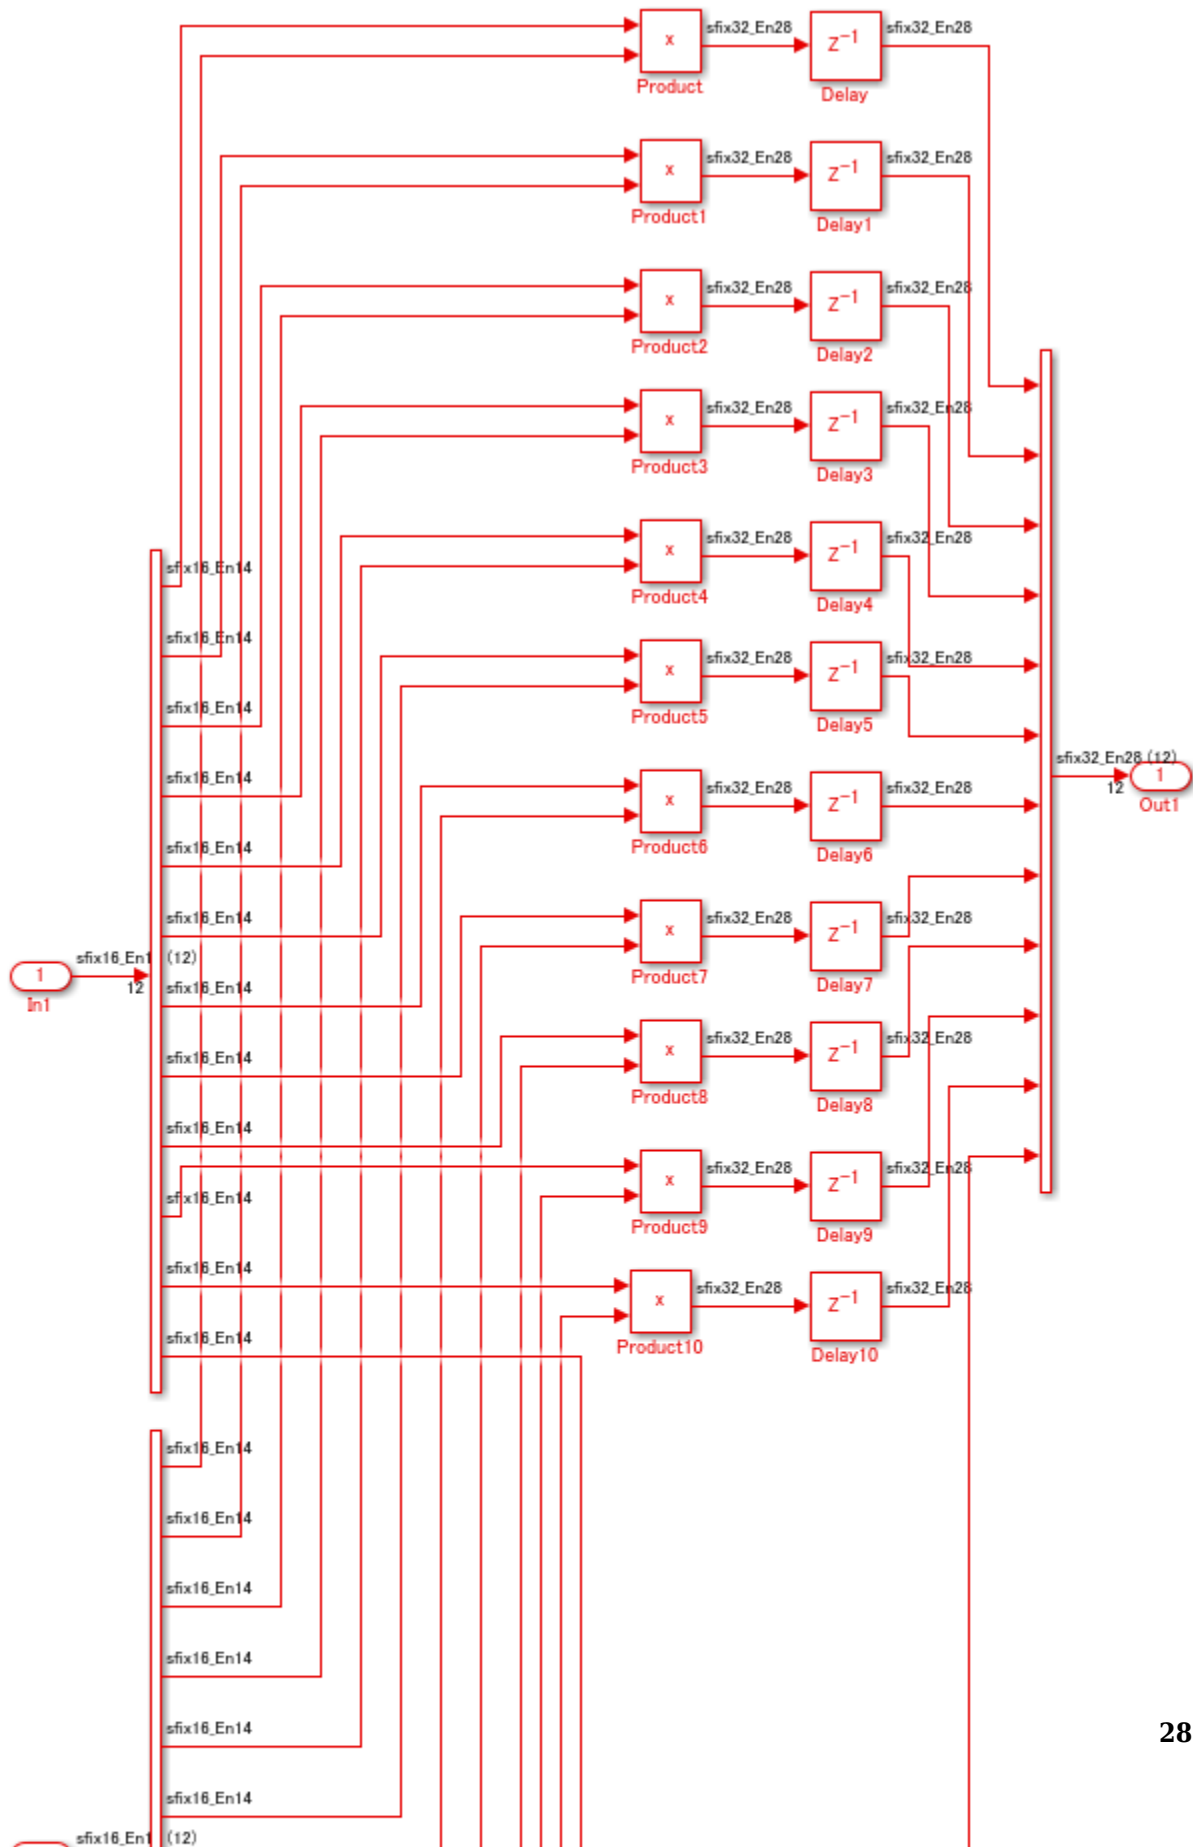 x sfix32_En28 Z−1 sfix32_En28
Product Delay
x sfix32_En28 Z−1 sfix32_En28
Product1 Delay1
x sfix32_En28 Z−1 sfix32_En28
Product2 Delay2
x sfix32_En28 Z−1 sfix32_En28
Product3 Delay3
x sfix32_En28 Z−1 sfix32_En28
sfix16_En14
Product4 Delay4
sfix16_En14
x sfix32_En28 Z−1 sfix32_En28
sfix16_En14
Product5 Delay5
sfix32_En28 (12)
12
1
Out1
sfix16_En14
x sfix32_En28 Z−1 sfix32_En28
sfix16_En14
Product6 Delay6
sfix16_En14
x sfix32_En28 Z−1 sfix32_En28
1
In1
sfix16_En1 (12)
12
Product7 Delay7
sfix16_En14
x sfix32_En28 Z−1 sfix32_En28
sfix16_En14
Product8 Delay8
sfix16_En14
x sfix32_En28 Z−1 sfix32_En28
sfix16_En14
Product9 Delay9
sfix16_En14
x sfix32_En28 Z−1 sfix32_En28
sfix16_En14
Product10 Delay10
sfix16_En14
sfix16_En14
sfix16_En14
sfix16_En14
28
sfix16_En14
sfix16_En14
sfix16_En1 (12)